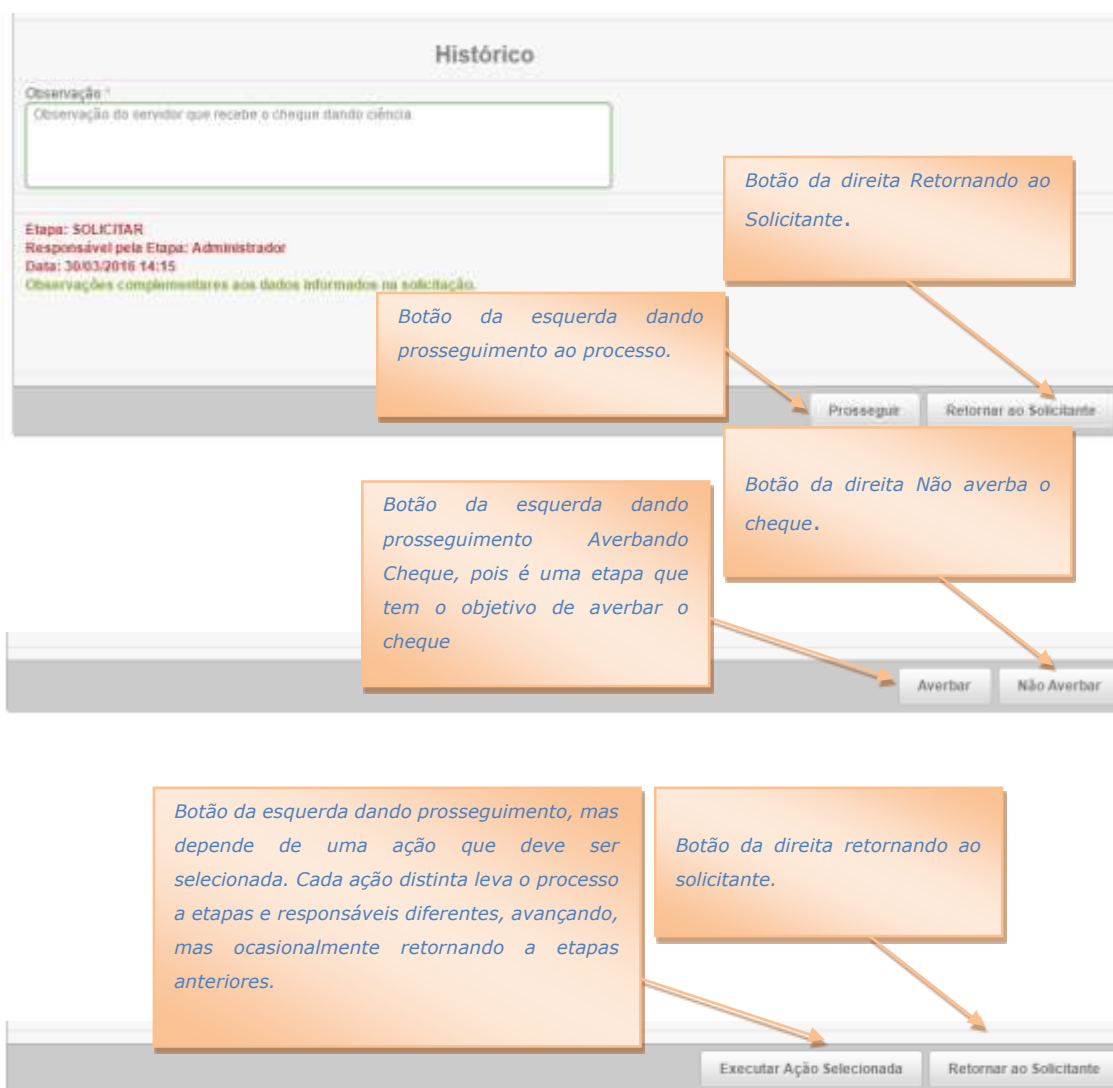 Histórico
Observação *
Observação do servidor que recebe o cheque dando ciência
Botão da direita Retornando ao
Solicitante.
Etapa: SOLICITAR
Responsável pela Etapa: Administrador
Data: 30/03/2016 14:15
Observações complementares aos dados informados na solicitação.
Botão da esquerda dando
prosseguimento ao processo.
Prosseguir
Retornar ao Solicitante
Botão da direita Não averba o
cheque.
Botão da esquerda dando
prosseguimento Averbando
Cheque, pois é uma etapa que
tem o objetivo de averbar o
cheque
Averbar
Não Averbar
Botão da esquerda dando prosseguimento, mas
depende de uma ação que deve ser
selecionada. Cada ação distinta leva o processo
a etapas e responsáveis diferentes, avançando,
mas ocasionalmente retornando a etapas
anteriores.
Botão da direita retornando ao
solicitante.
Executar Ação Selecionada
Retornar ao Solicitante